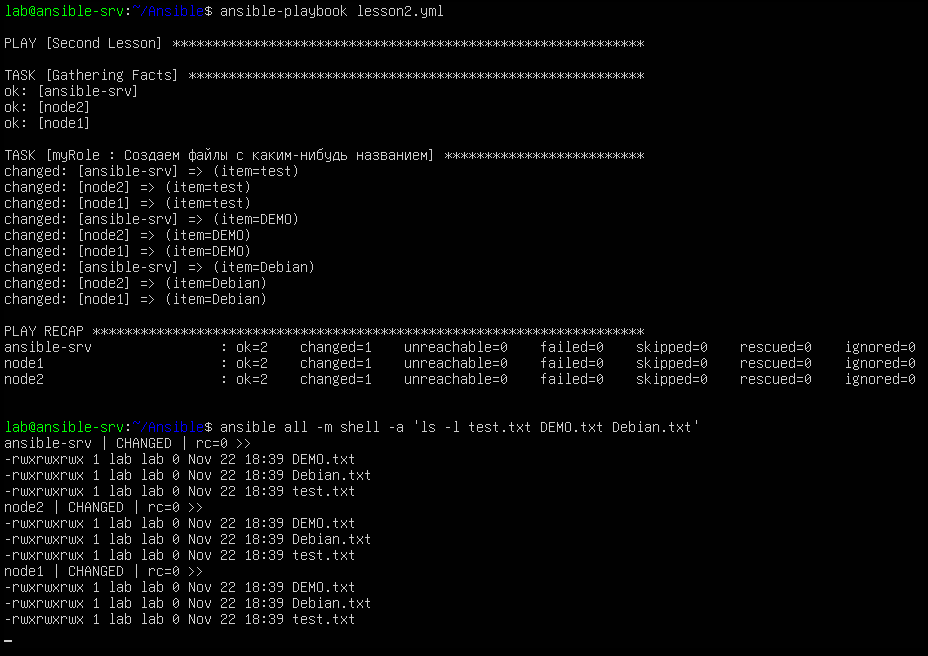 lab@ansible-srv:~/Ansible$ ansible-playbook lesson2.yml
PLAY [Second Lesson] ***********************************************************
TASK [Gathering Facts] *********************************************************
ok: [ansible-srv]
ok: [node2]
ok: [node1]
TASK [myRole : Создаем файлы с каким-нибудь названием] *************************
changed: [ansible-srv] => (item=test)
changed: [node2] => (item=test)
changed: [node1] => (item=test)
changed: [ansible-srv] => (item=DEMO)
changed: [node2] => (item=DEMO)
changed: [node1] => (item=DEMO)
changed: [ansible-srv] => (item=Debian)
changed: [node2] => (item=Debian)
changed: [node1] => (item=Debian)
PLAY RECAP *********************************************************************
ansible-srv                : ok=2    changed=1    unreachable=0    failed=0    skipped=0    rescued=0    ignored=0
node1                      : ok=2    changed=1    unreachable=0    failed=0    skipped=0    rescued=0    ignored=0
node2                      : ok=2    changed=1    unreachable=0    failed=0    skipped=0    rescued=0    ignored=0
lab@ansible-srv:~/Ansible$ ansible all -m shell -a 'ls -l test.txt DEMO.txt Debian.txt'
ansible-srv | CHANGED | rc=0 >>
-rwxrwxrwx 1 lab lab 0 Nov 22 18:39 DEMO.txt
-rwxrwxrwx 1 lab lab 0 Nov 22 18:39 Debian.txt
-rwxrwxrwx 1 lab lab 0 Nov 22 18:39 test.txt
node2 | CHANGED | rc=0 >>
-rwxrwxrwx 1 lab lab 0 Nov 22 18:39 DEMO.txt
-rwxrwxrwx 1 lab lab 0 Nov 22 18:39 Debian.txt
-rwxrwxrwx 1 lab lab 0 Nov 22 18:39 test.txt
node1 | CHANGED | rc=0 >>
-rwxrwxrwx 1 lab lab 0 Nov 22 18:39 DEMO.txt
-rwxrwxrwx 1 lab lab 0 Nov 22 18:39 Debian.txt
-rwxrwxrwx 1 lab lab 0 Nov 22 18:39 test.txt